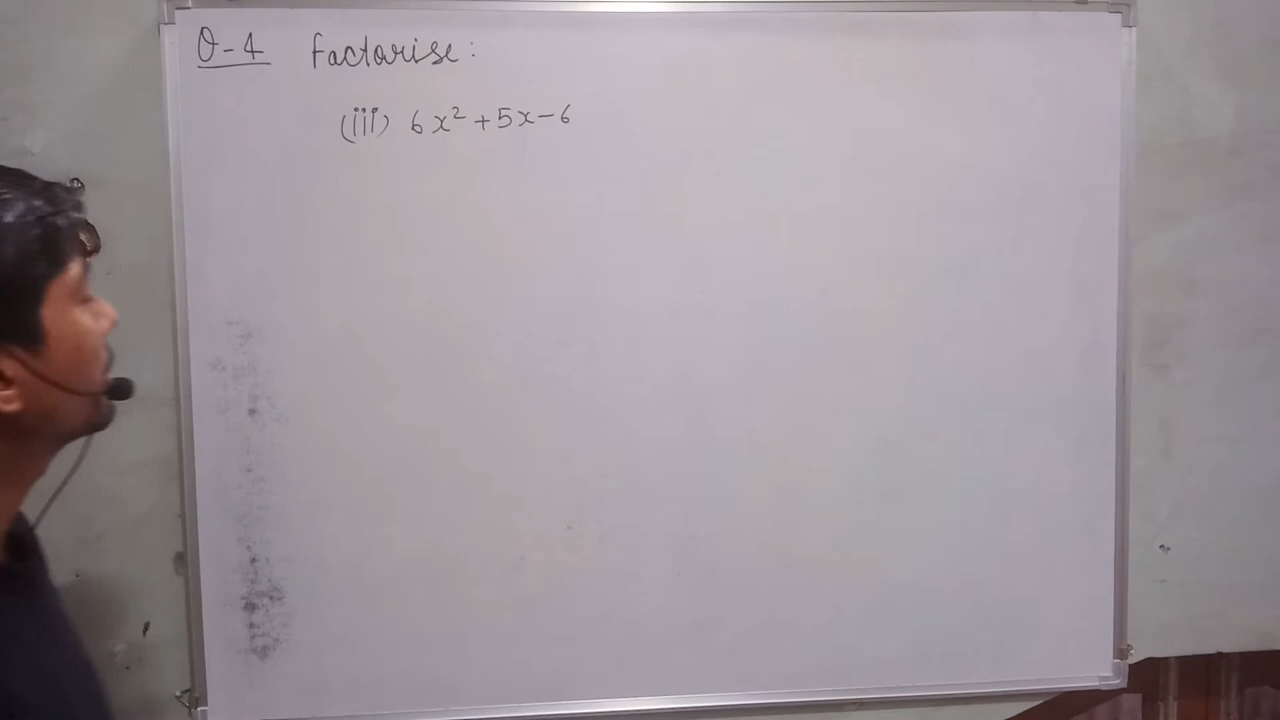 Q-4 Factorise:
(iii) 6x² + 5x - 6